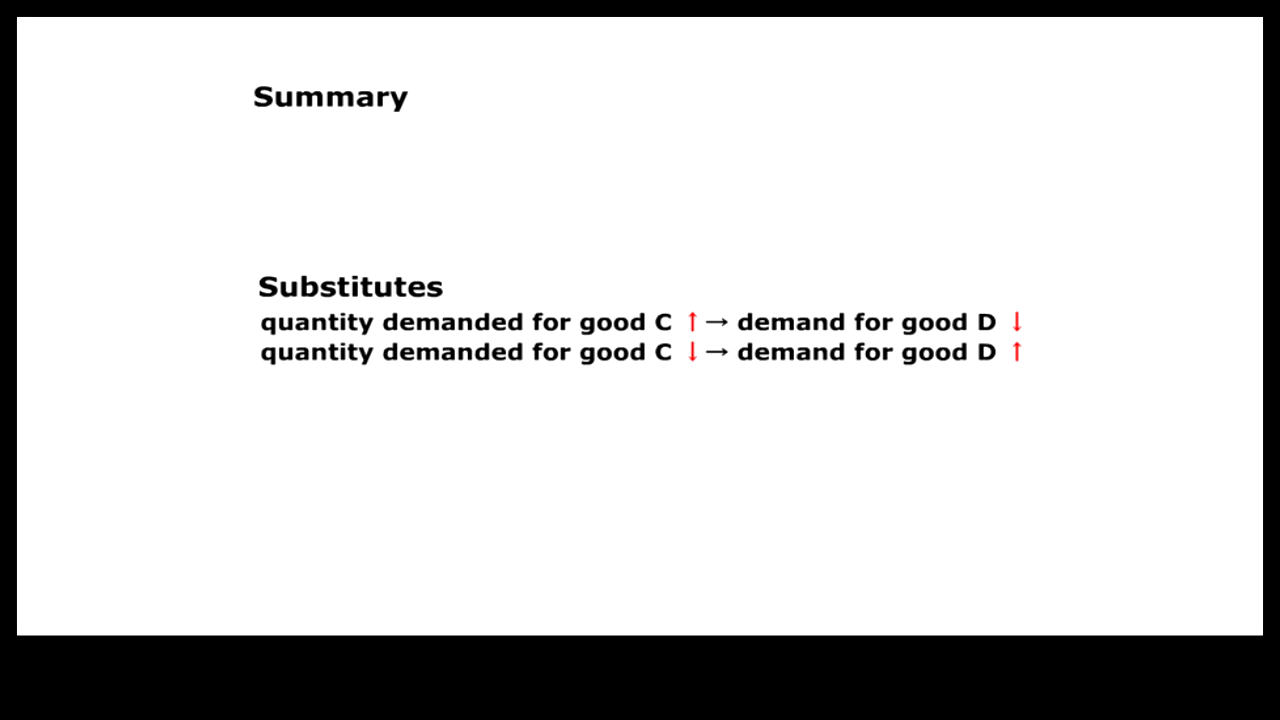 Summary
Substitutes
quantity demanded for good C ↑ → demand for good D ↓
quantity demanded for good C ↓ → demand for good D ↑